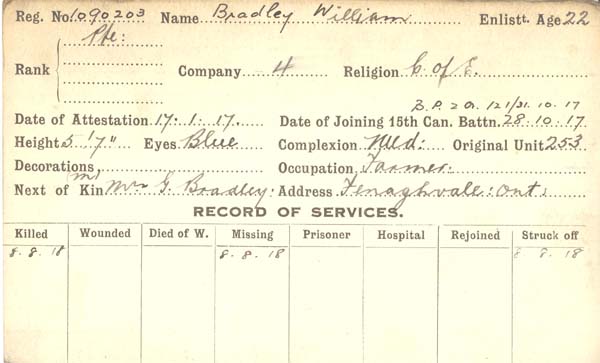 Reg. No. 1090203 Name Bradley William Enlistt. Age 22
Pte:
Rank Company 4 Religion C. of E.
B.P. 2 O. 121/31.10.17
Date of Attestation 17.1.17. Date of Joining 15th Can. Battn. 28.10.17
Height 5'7" Eyes Blue Complexion Med. Original Unit 253
Decorations, Occupation, Farmer.
(m)
Next of Kin Mrs G. Bradley. Address Fenaghvale: Ont:
RECORD OF SERVICES.
Killed Wounded Died of W. Missing Prisoner Hospital Rejoined Struck off
8.8.18 8.8.18 8 8.18